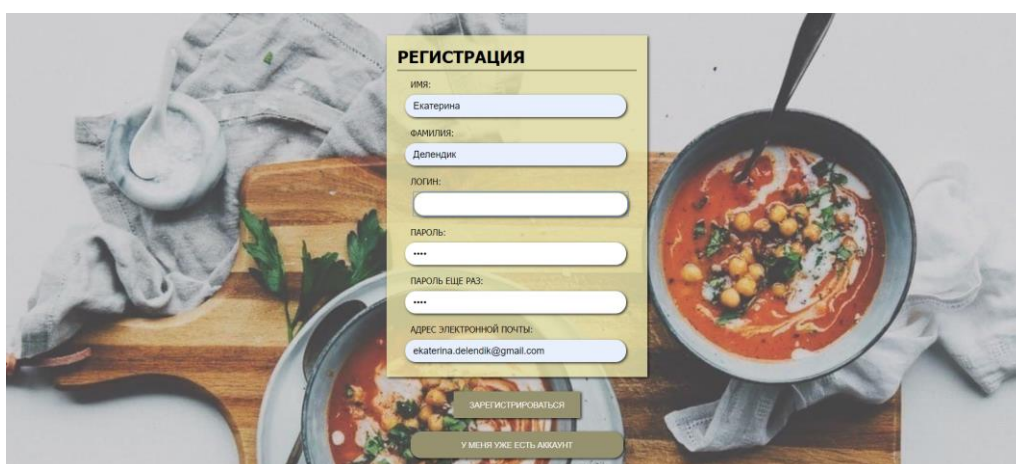 РЕГИСТРАЦИЯ
ИМЯ:
Екатерина
ФАМИЛИЯ:
Делендик
ЛОГИН:
ПАРОЛЬ:
••••
ПАРОЛЬ ЕЩЕ РАЗ:
••••
АДРЕС ЭЛЕКТРОННОЙ ПОЧТЫ:
ekaterina.delendik@gmail.com
ЗАРЕГИСТРИРОВАТЬСЯ
У МЕНЯ УЖЕ ЕСТЬ АККАУНТ